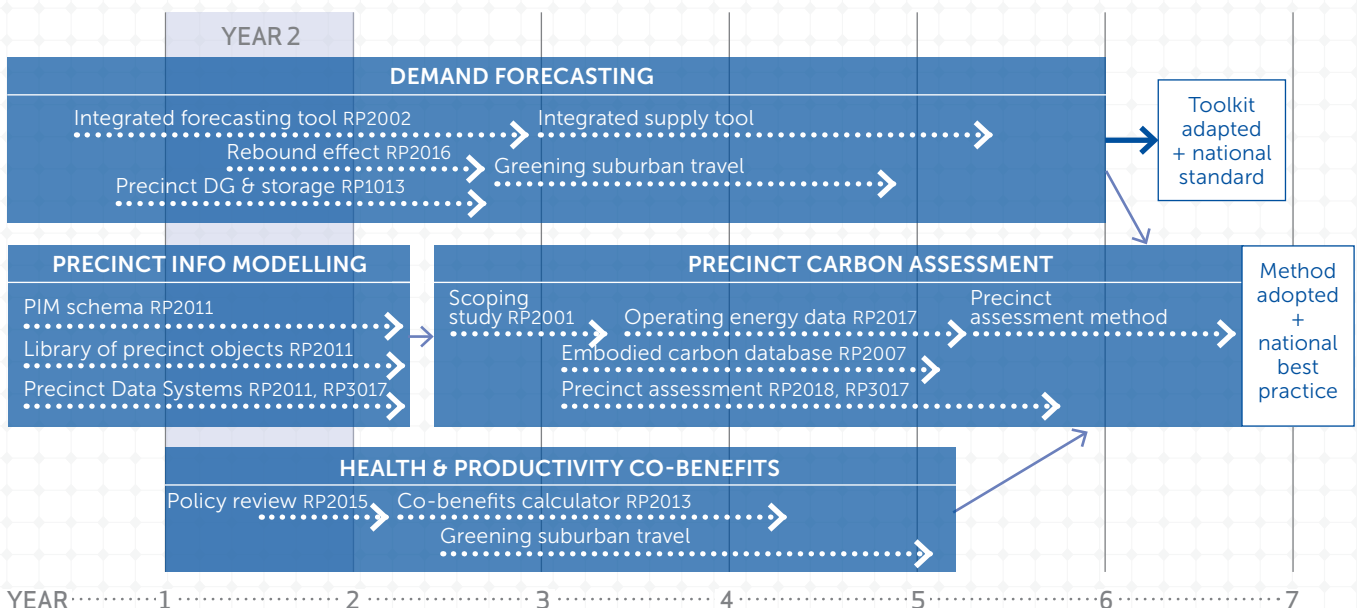 YEAR 2
DEMAND FORECASTING
Integrated forecasting tool RP2002
Integrated supply tool
Rebound effect RP2016
Greening suburban travel
Precinct DG & storage RP1013
Toolkit
adapted
+ national
standard
PRECINCT INFO MODELLING
PIM schema RP2011
Library of precinct objects RP2011
Precinct Data Systems RP2011, RP3017
PRECINCT CARBON ASSESSMENT
Scoping
study RP2001
Operating energy data RP2017
Precinct
assessment method
Embodied carbon database RP2007
Precinct assessment RP2018, RP3017
Method
adopted
+
national
best
practice
HEALTH & PRODUCTIVITY CO-BENEFITS
Policy review RP2015
Co-benefits calculator RP2013
Greening suburban travel
YEAR 1 2 3 4 5 6 7